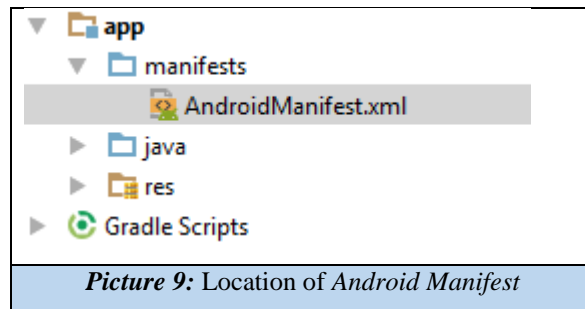 app
manifests
AndroidManifest.xml
java
res
Gradle Scripts
Picture 9: Location of Android Manifest